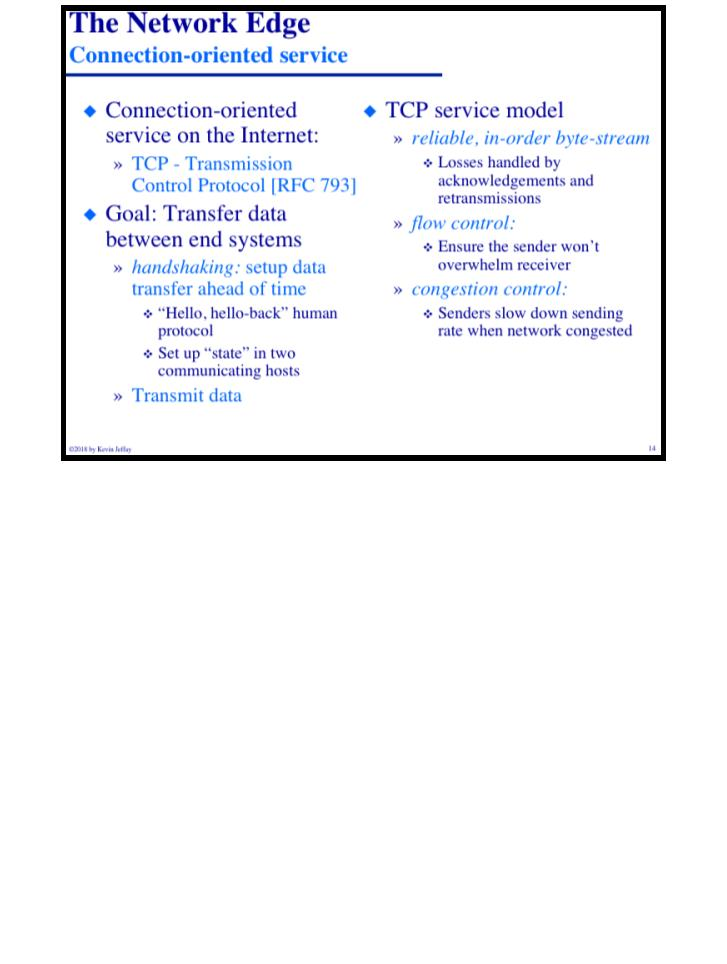 The Network Edge
Connection-oriented service
◆ Connection-oriented
service on the Internet:
» TCP - Transmission
Control Protocol [RFC 793]
◆ Goal: Transfer data
between end systems
» handshaking: setup data
transfer ahead of time
❖ “Hello, hello-back” human
protocol
❖ Set up “state” in two
communicating hosts
» Transmit data
◆ TCP service model
» reliable, in-order byte-stream
❖ Losses handled by
acknowledgements and
retransmissions
» flow control:
❖ Ensure the sender won’t
overwhelm receiver
» congestion control:
❖ Senders slow down sending
rate when network congested
©2018 by Kevin Jeffay
14